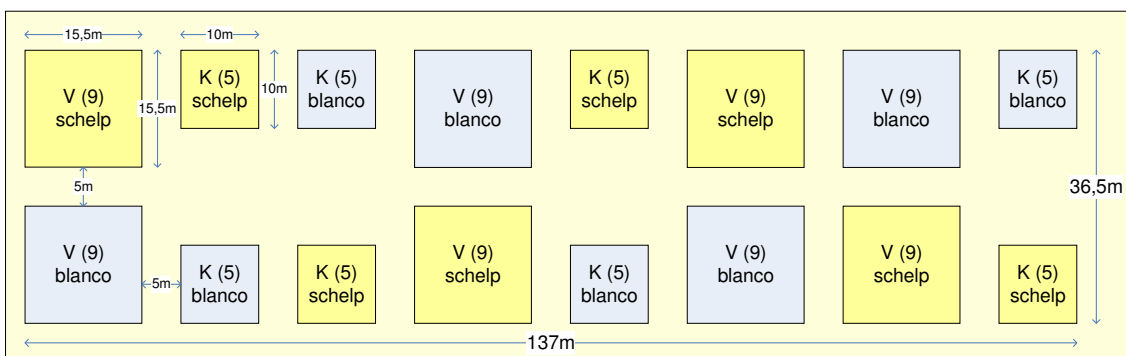 15,5m
10m
V (9)
schelp
15,5m
K (5)
schelp
10m
K (5)
blanco
V (9)
blanco
K (5)
schelp
V (9)
schelp
V (9)
blanco
K (5)
blanco
5m
36,5m
V (9)
blanco
5m
K (5)
blanco
K (5)
schelp
V (9)
schelp
K (5)
blanco
V (9)
blanco
V (9)
schelp
K (5)
schelp
137m